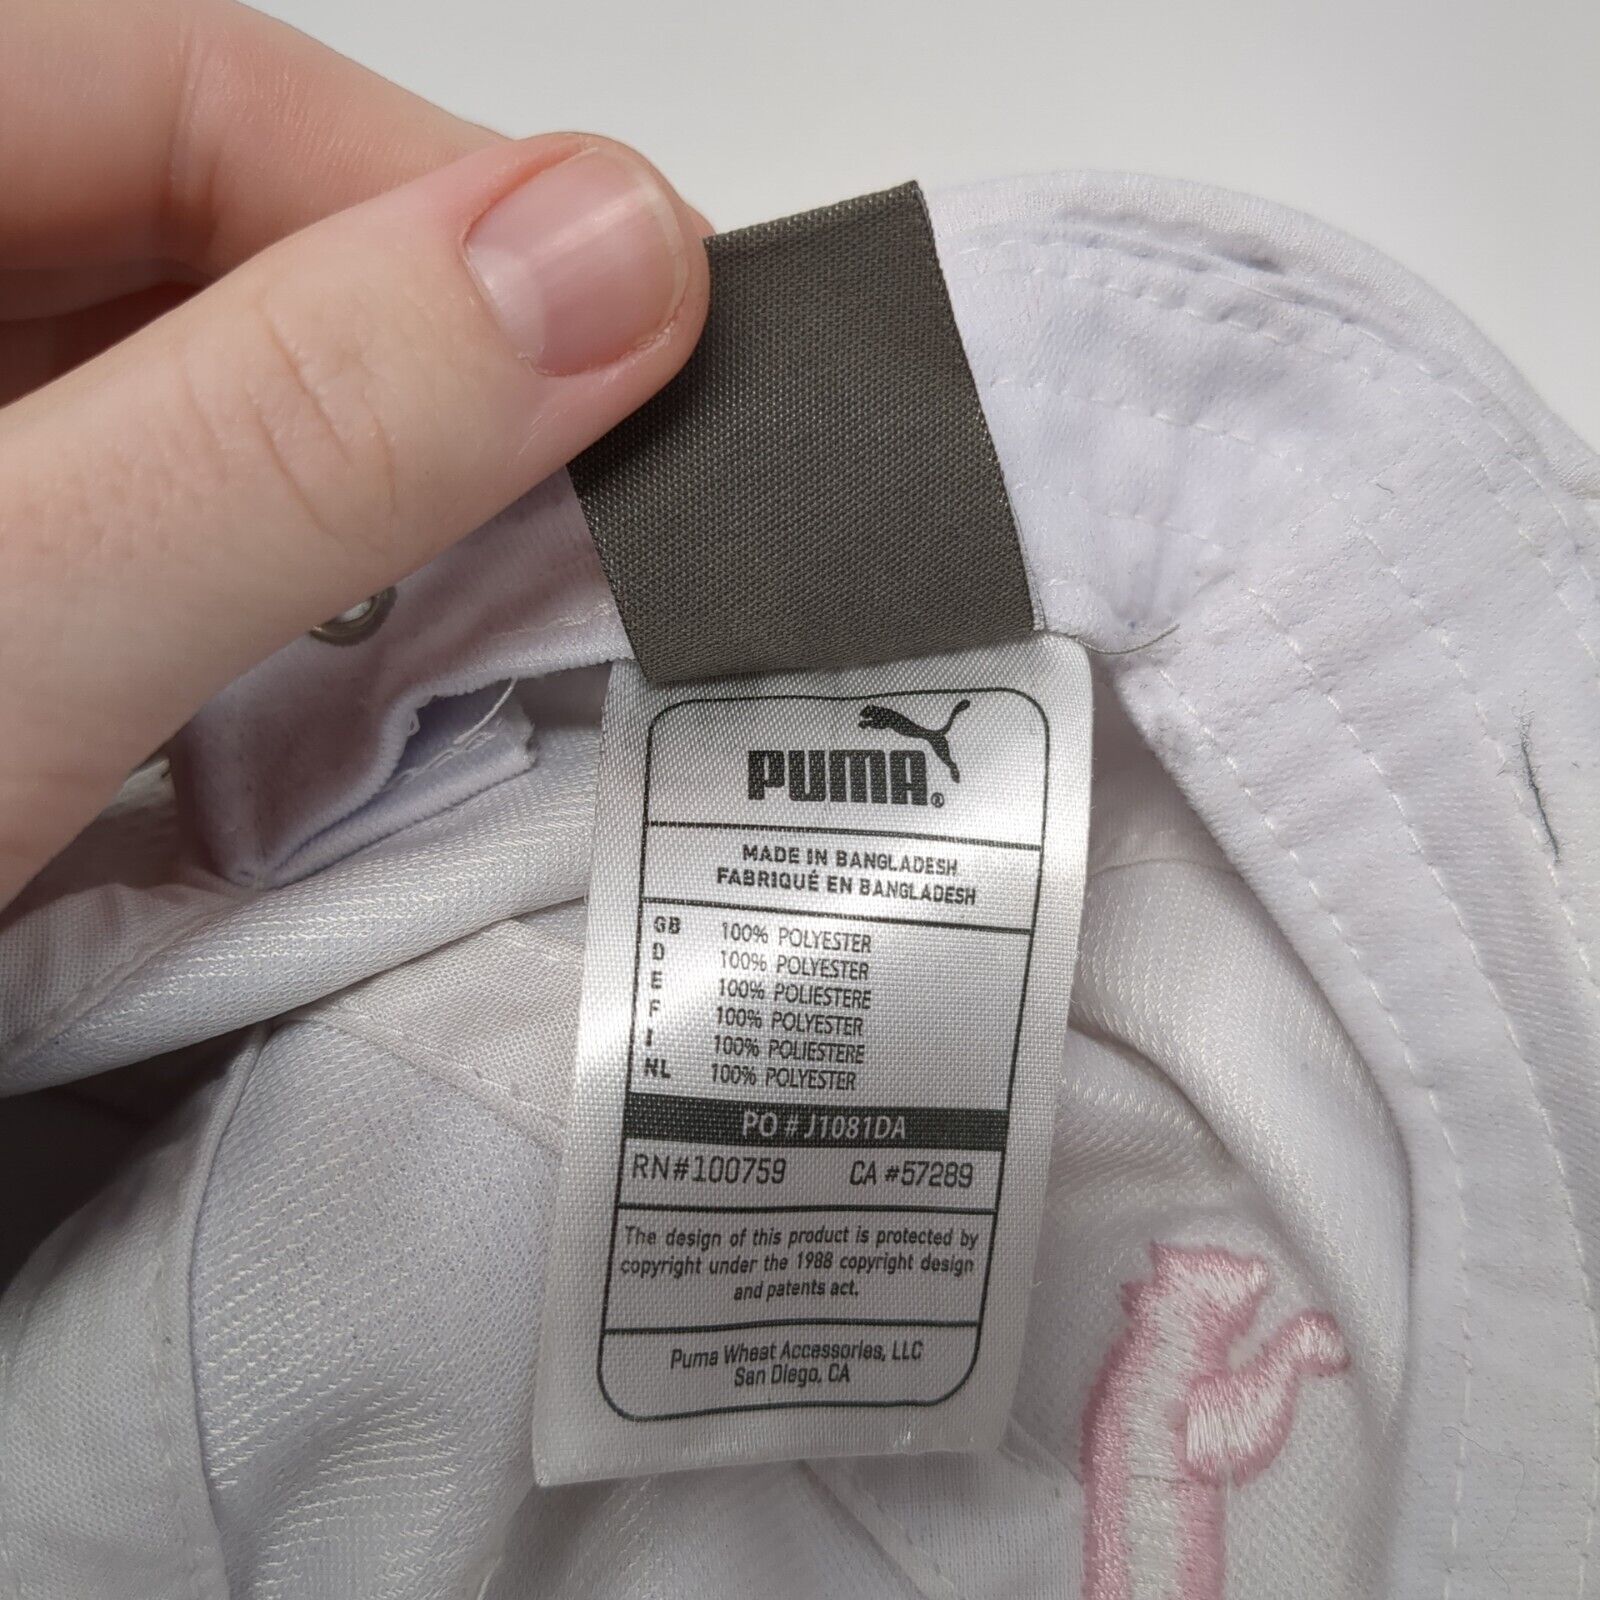 PUMA®
MADE IN BANGLADESH
FABRIQUÉ EN BANGLADESH
GB 100% POLYESTER
D 100% POLYESTER
E 100% POLIESTERE
F 100% POLYESTER
I 100% POLIESTERE
NL 100% POLYESTER
PO # J1081DA
RN#100759 CA #57289
The design of this product is protected by
copyright under the 1988 copyright design
and patents act.
Puma Wheat Accessories, LLC
San Diego, CA